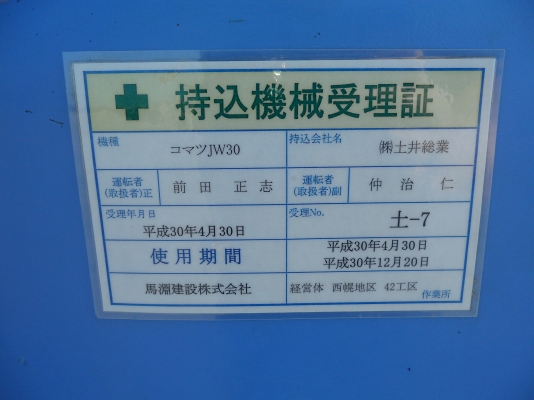 持込機械受理証
機種
コマツJW30
持込会社名
㈱土井総業
運転者
(取扱者)正
前田 正志
運転者
(取扱者)副
仲治 仁
受理年月日
平成30年4月30日
受理No.
土-7
使用期間
平成30年4月30日
平成30年12月20日
馬淵建設株式会社
経営体 西幌地区 42工区
作業所